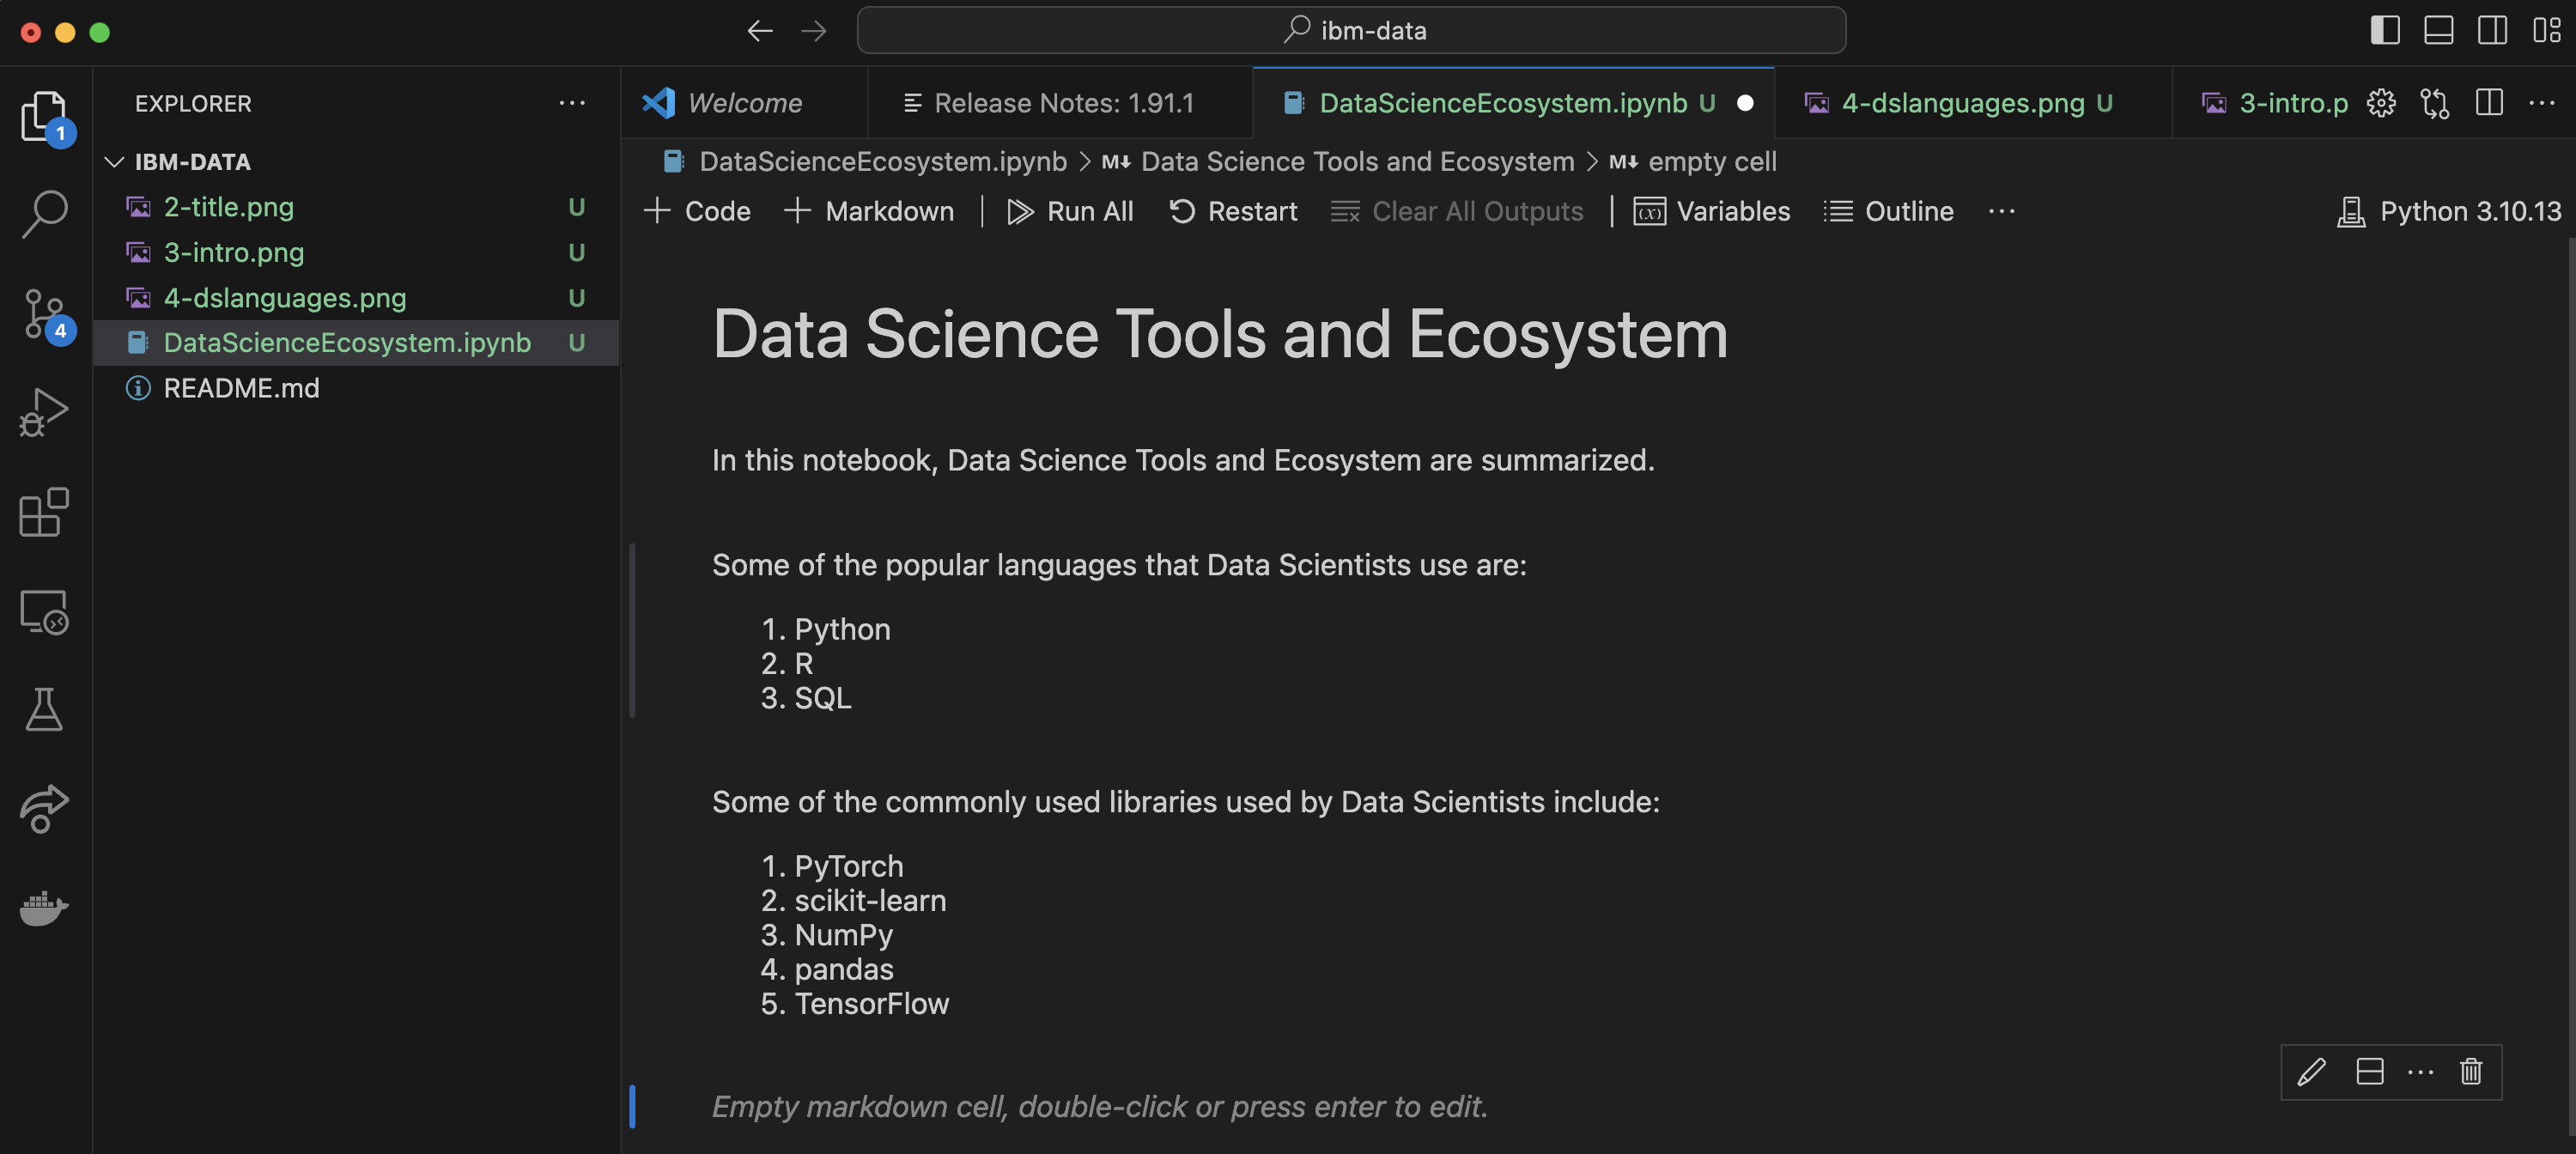 ibm-data
EXPLORER
Welcome
Release Notes: 1.91.1
DataScienceEcosystem.ipynb U
4-dslanguages.png U
3-intro.p
1
IBM-DATA
DataScienceEcosystem.ipynb > M↓ Data Science Tools and Ecosystem > M↓ empty cell
2-title.png U
3-intro.png U
4-dslanguages.png U
DataScienceEcosystem.ipynb U
README.md
4
+ Code + Markdown | Run All Restart Clear All Outputs | (x) Variables Outline ... Python 3.10.13
Data Science Tools and Ecosystem
In this notebook, Data Science Tools and Ecosystem are summarized.
Some of the popular languages that Data Scientists use are:
1. Python
2. R
3. SQL
Some of the commonly used libraries used by Data Scientists include:
1. PyTorch
2. scikit-learn
3. NumPy
4. pandas
5. TensorFlow
Empty markdown cell, double-click or press enter to edit.